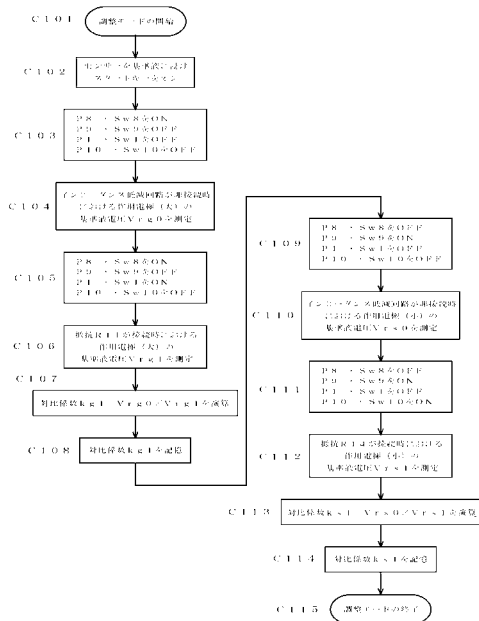 C101
調整モードの開始
C102
センサーを基準液に浸け
スタートキーをオン
C103
P8 ・Sw8をON
P9 ・Sw9をOFF
P1 ・Sw1をOFF
P10 ・Sw10をOFF
C104
インピーダンス低減回路が非接続時
における作用電極(大)の
基準液電圧Vrg0を測定
C105
P8 ・Sw8をON
P9 ・Sw9をOFF
P1 ・Sw1をON
P10 ・Sw10をOFF
C106
抵抗R11が接続時における
作用電極(大)の
基準液電圧Vrg1を測定
C107
対比係数kg1 Vrg0/Vrg1を演算
C108
対比係数kg1を記憶
C109
P8 ・Sw8をOFF
P9 ・Sw9をON
P1 ・Sw1をOFF
P10 ・Sw10をOFF
C110
インピーダンス低減回路が非接続時
における作用電極(小)の
基準液電圧Vrs0を測定
C111
P8 ・Sw8をOFF
P9 ・Sw9をON
P1 ・Sw1をOFF
P10 ・Sw10をON
C112
抵抗R14が接続時における
作用電極(小)の
基準液電圧Vrs1を測定
C113
対比係数ks1 Vrs0/Vrs1を演算
C114
対比係数ks1を記憶
C115
調整モードの終了